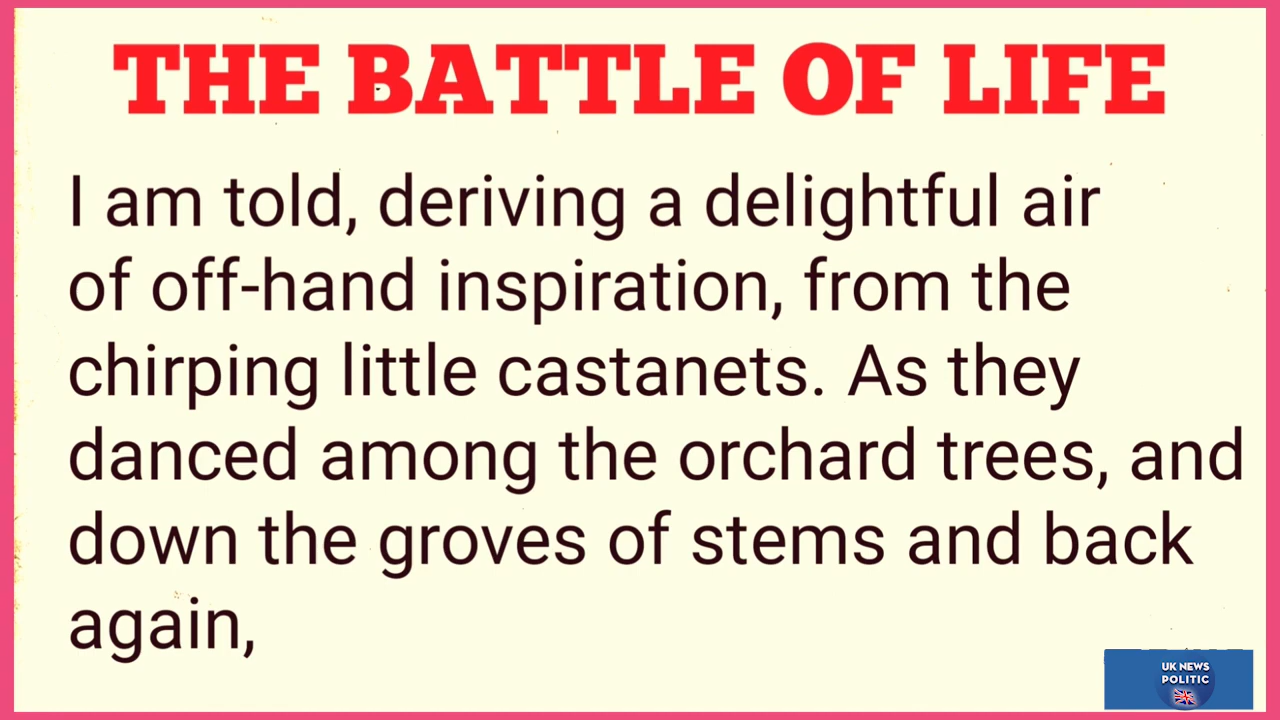 THE BATTLE OF LIFE
I am told, deriving a delightful air
of off-hand inspiration, from the
chirping little castanets. As they
danced among the orchard trees, and
down the groves of stems and back
again,
UK NEWS
POLITIC